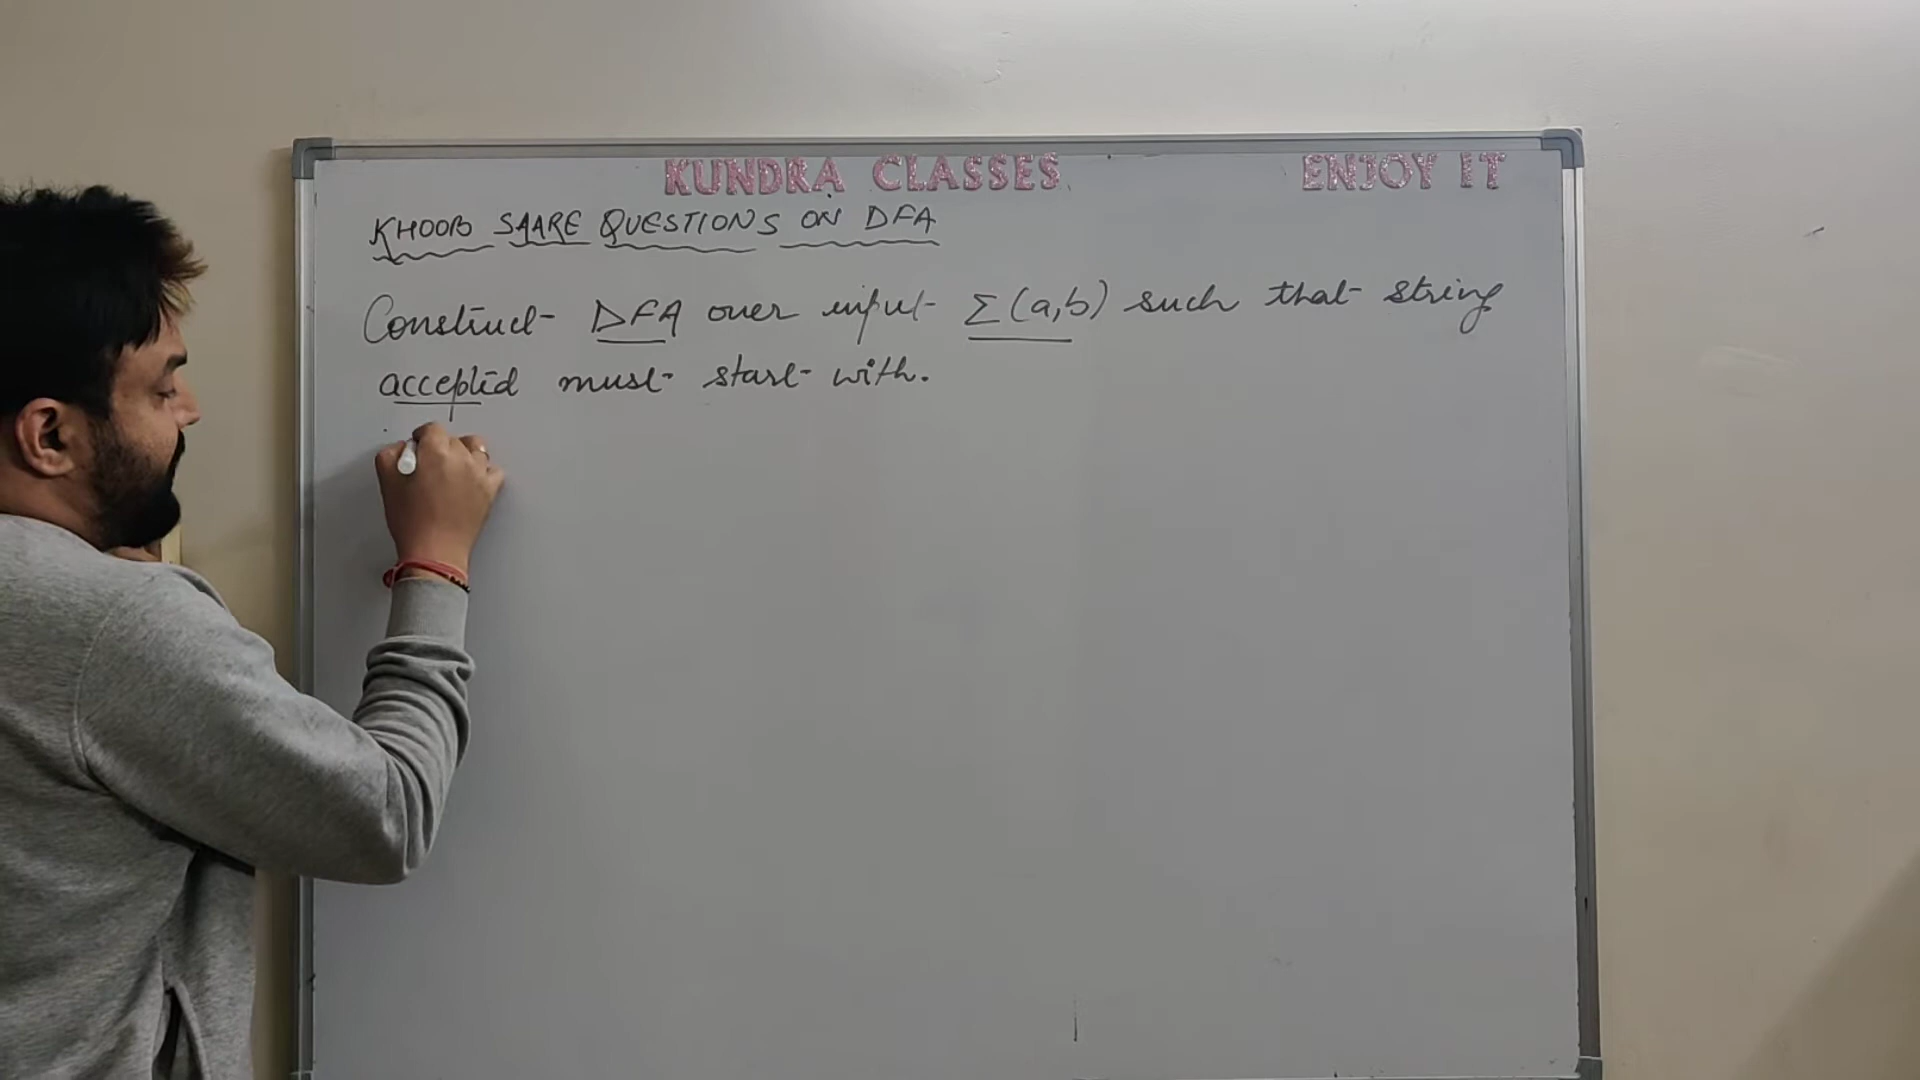 KUNDRA CLASSES ENJOY IT
KHOOB SAARE QUESTIONS ON DFA
Construct DFA over input Σ(a,b) such that string
accepted must start with.